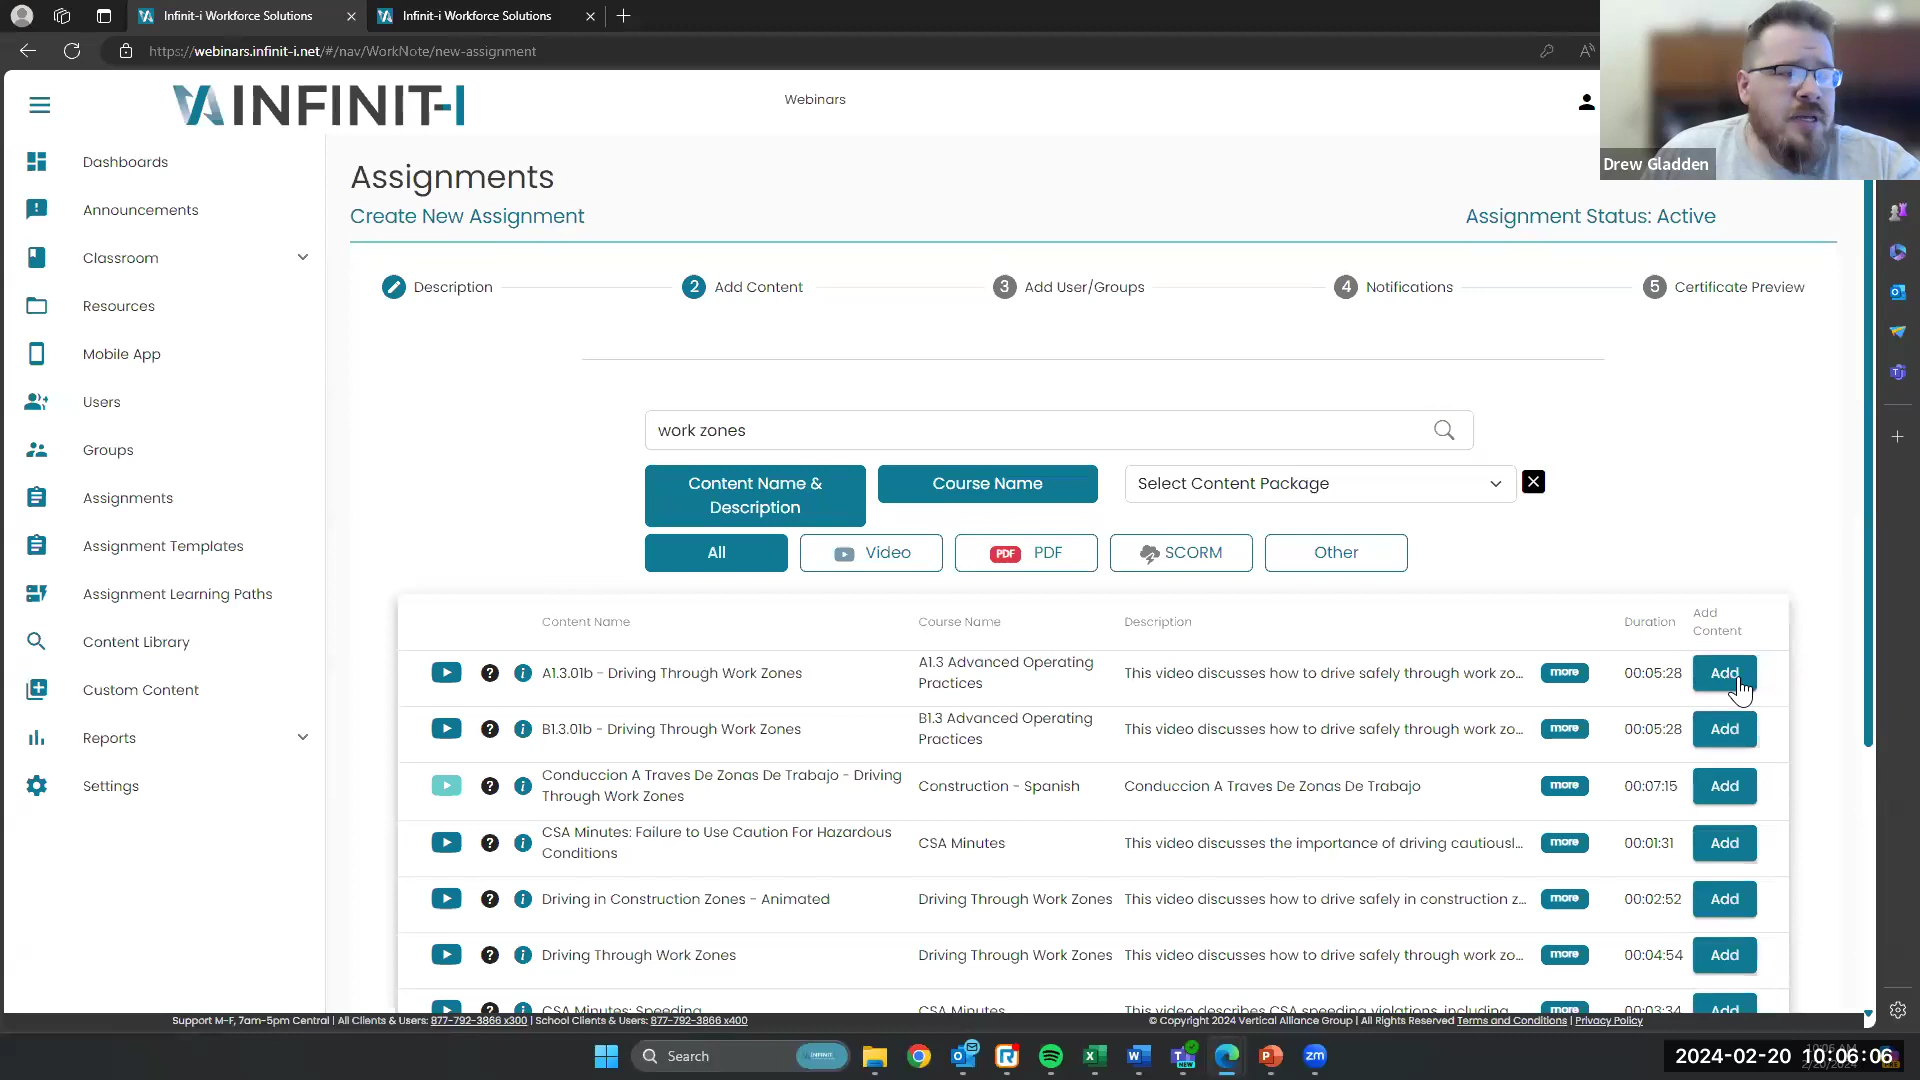 Infinit-i Workforce Solutions
Infinit-i Workforce Solutions
https://webinars.infinit-i.net/#/nav/WorkNote/new-assignment
INFINIT-I
Webinars
Drew Gladden
Dashboards
Announcements
Classroom
Resources
Mobile App
Users
Groups
Assignments
Assignment Templates
Assignment Learning Paths
Content Library
Custom Content
Reports
Settings
Assignments
Create New Assignment
Assignment Status: Active
Description
2 Add Content
3 Add User/Groups
4 Notifications
5 Certificate Preview
work zones
Content Name &
Description
Course Name
Select Content Package
All
Video
PDF PDF
SCORM
Other
Content Name Course Name Description Duration Add
Content
A1.3.01b - Driving Through Work Zones
A1.3 Advanced Operating
Practices
This video discusses how to drive safely through work zo... more 00:05:28 Add
B1.3.01b - Driving Through Work Zones
B1.3 Advanced Operating
Practices
This video discusses how to drive safely through work zo... more 00:05:28 Add
Conduccion A Traves De Zonas De Trabajo - Driving
Through Work Zones
Construction - Spanish
Conduccion A Traves De Zonas De Trabajo more 00:07:15 Add
CSA Minutes: Failure to Use Caution For Hazardous
Conditions
CSA Minutes
This video discusses the importance of driving cautiousl... more 00:01:31 Add
Driving in Construction Zones - Animated
Driving Through Work Zones
This video discusses how to drive safely in construction z... more 00:02:52 Add
Driving Through Work Zones
Driving Through Work Zones
This video discusses how to drive safely through work zo... more 00:04:54 Add
CSA Minutes: Speeding
CSA Minutes
This video describes CSA speeding violations, including more 00:03:34 Add
Support M-F, 7am-5pm Central | All Clients & Users: 877-792-3866 x300 | School Clients & Users: 877-792-3866 x400
© Copyright 2024 Vertical Alliance Group | All Rights Reserved Terms and Conditions | Privacy Policy
Search
2024-02-20 10:06:06